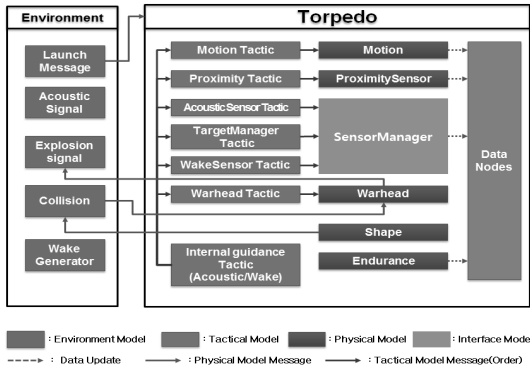 Environment
Torpedo
Launch
Message
Acoustic
Signal
Explosion
signal
Collision
Wake
Generator
Motion Tactic
Proximity Tactic
AcousticSensor Tactic
TargetManager
Tactic
WakeSensor Tactic
Warhead Tactic
Internal guidance
Tactic
(Acoustic/Wake)
Motion
ProximitySensor
SensorManager
Warhead
Shape
Endurance
Data
Nodes
: Environment Model
: Tactical Model
: Physical Model
: Interface Mode
: Data Update
: Physical Model Message
: Tactical Model Message(Order)